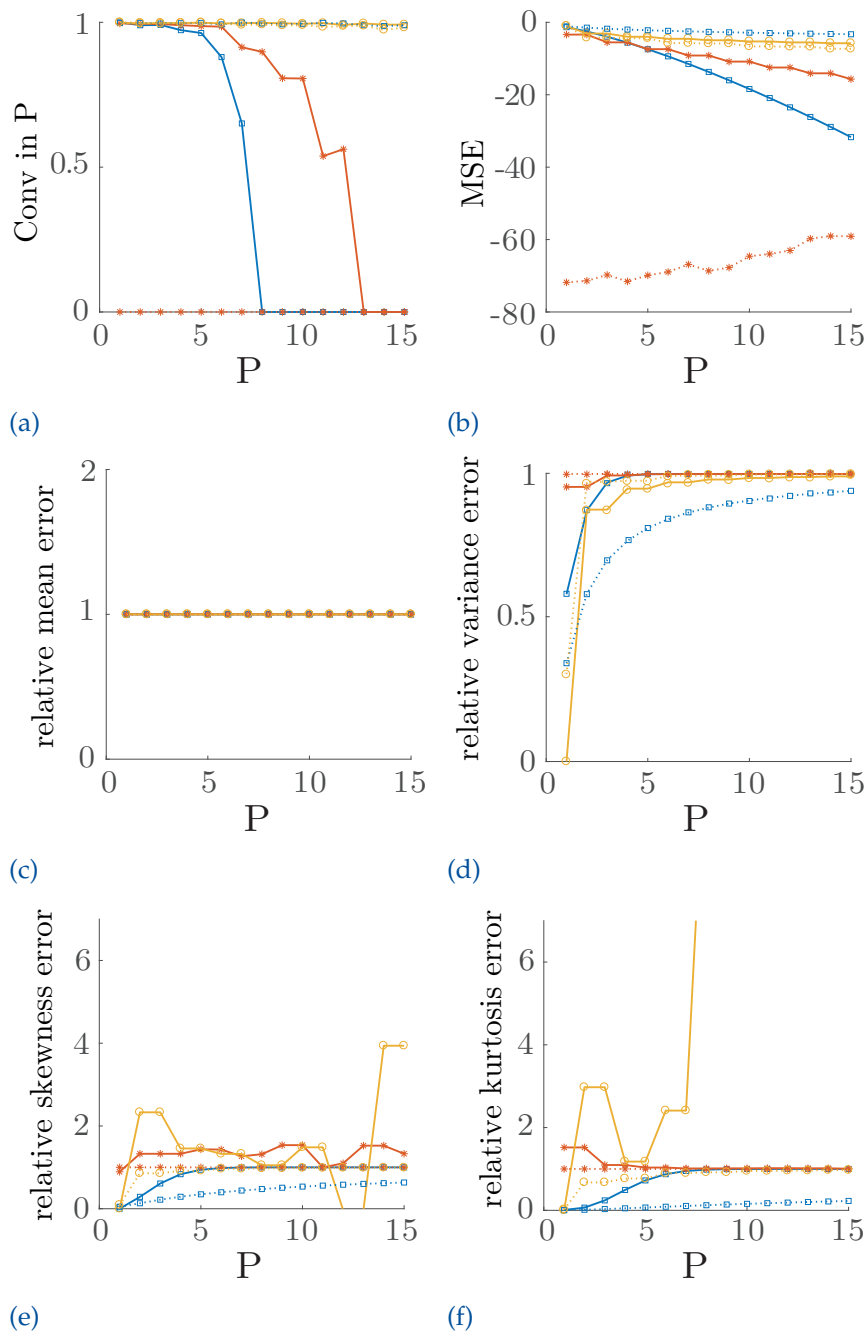 1
0.5
0
Conv in P
0 5 10 15
P
(a)
0
-20
-40
-60
-80
MSE
0 5 10 15
P
(b)
2
1
0
relative mean error
0 5 10 15
P
(c)
1
0.5
0
relative variance error
0 5 10 15
P
(d)
6
4
2
0
relative skewness error
0 5 10 15
P
(e)
6
4
2
0
relative kurtosis error
0 5 10 15
P
(f)